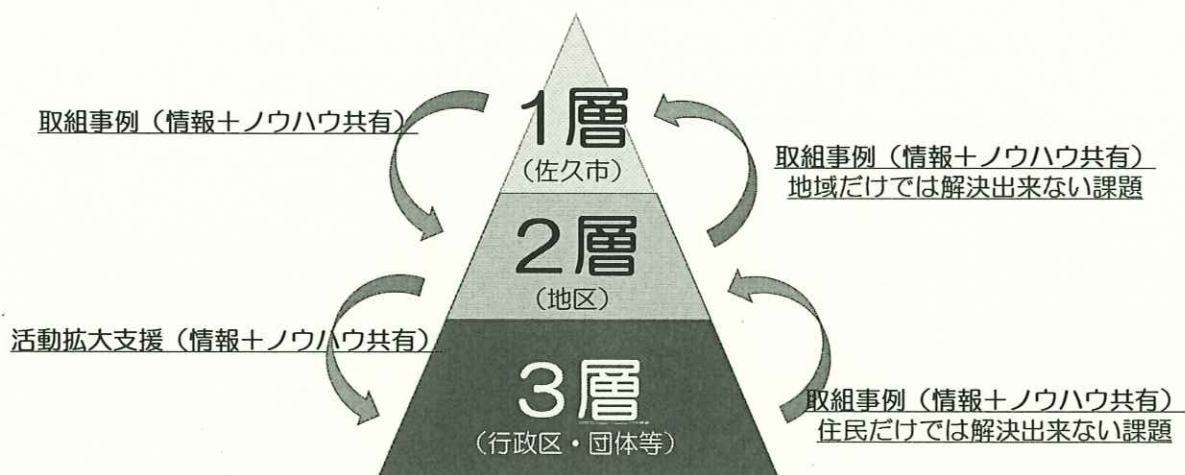 1層
(佐久市)
取組事例(情報+ノウハウ共有)
取組事例(情報+ノウハウ共有)
地域だけでは解決出来ない課題
2層
(地区)
活動拡大支援(情報+ノウハウ共有)
3層
(行政区・団体等)
取組事例(情報+ノウハウ共有)
住民だけでは解決出来ない課題